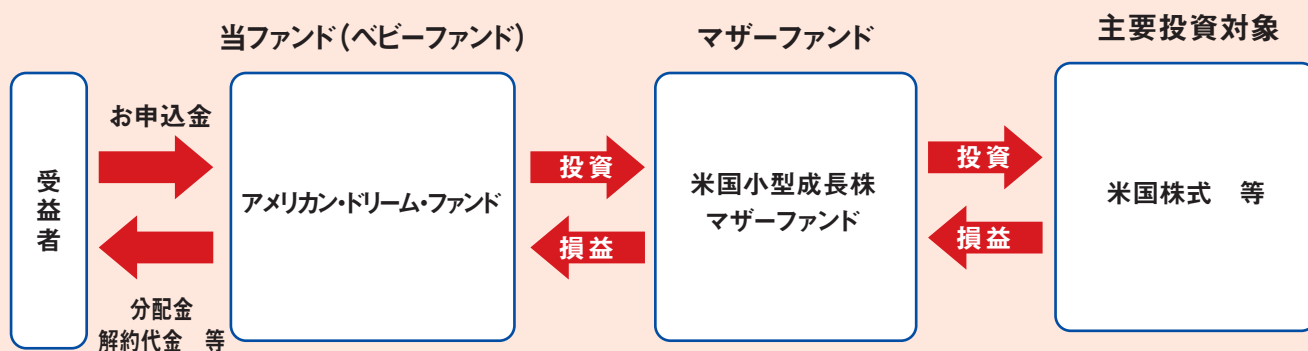 当ファンド(ベビーファンド)
マザーファンド
主要投資対象
受益者
お申込金
分配金
解約代金　等
アメリカン・ドリーム・ファンド
投資
損益
米国小型成長株
マザーファンド
投資
損益
米国株式　等